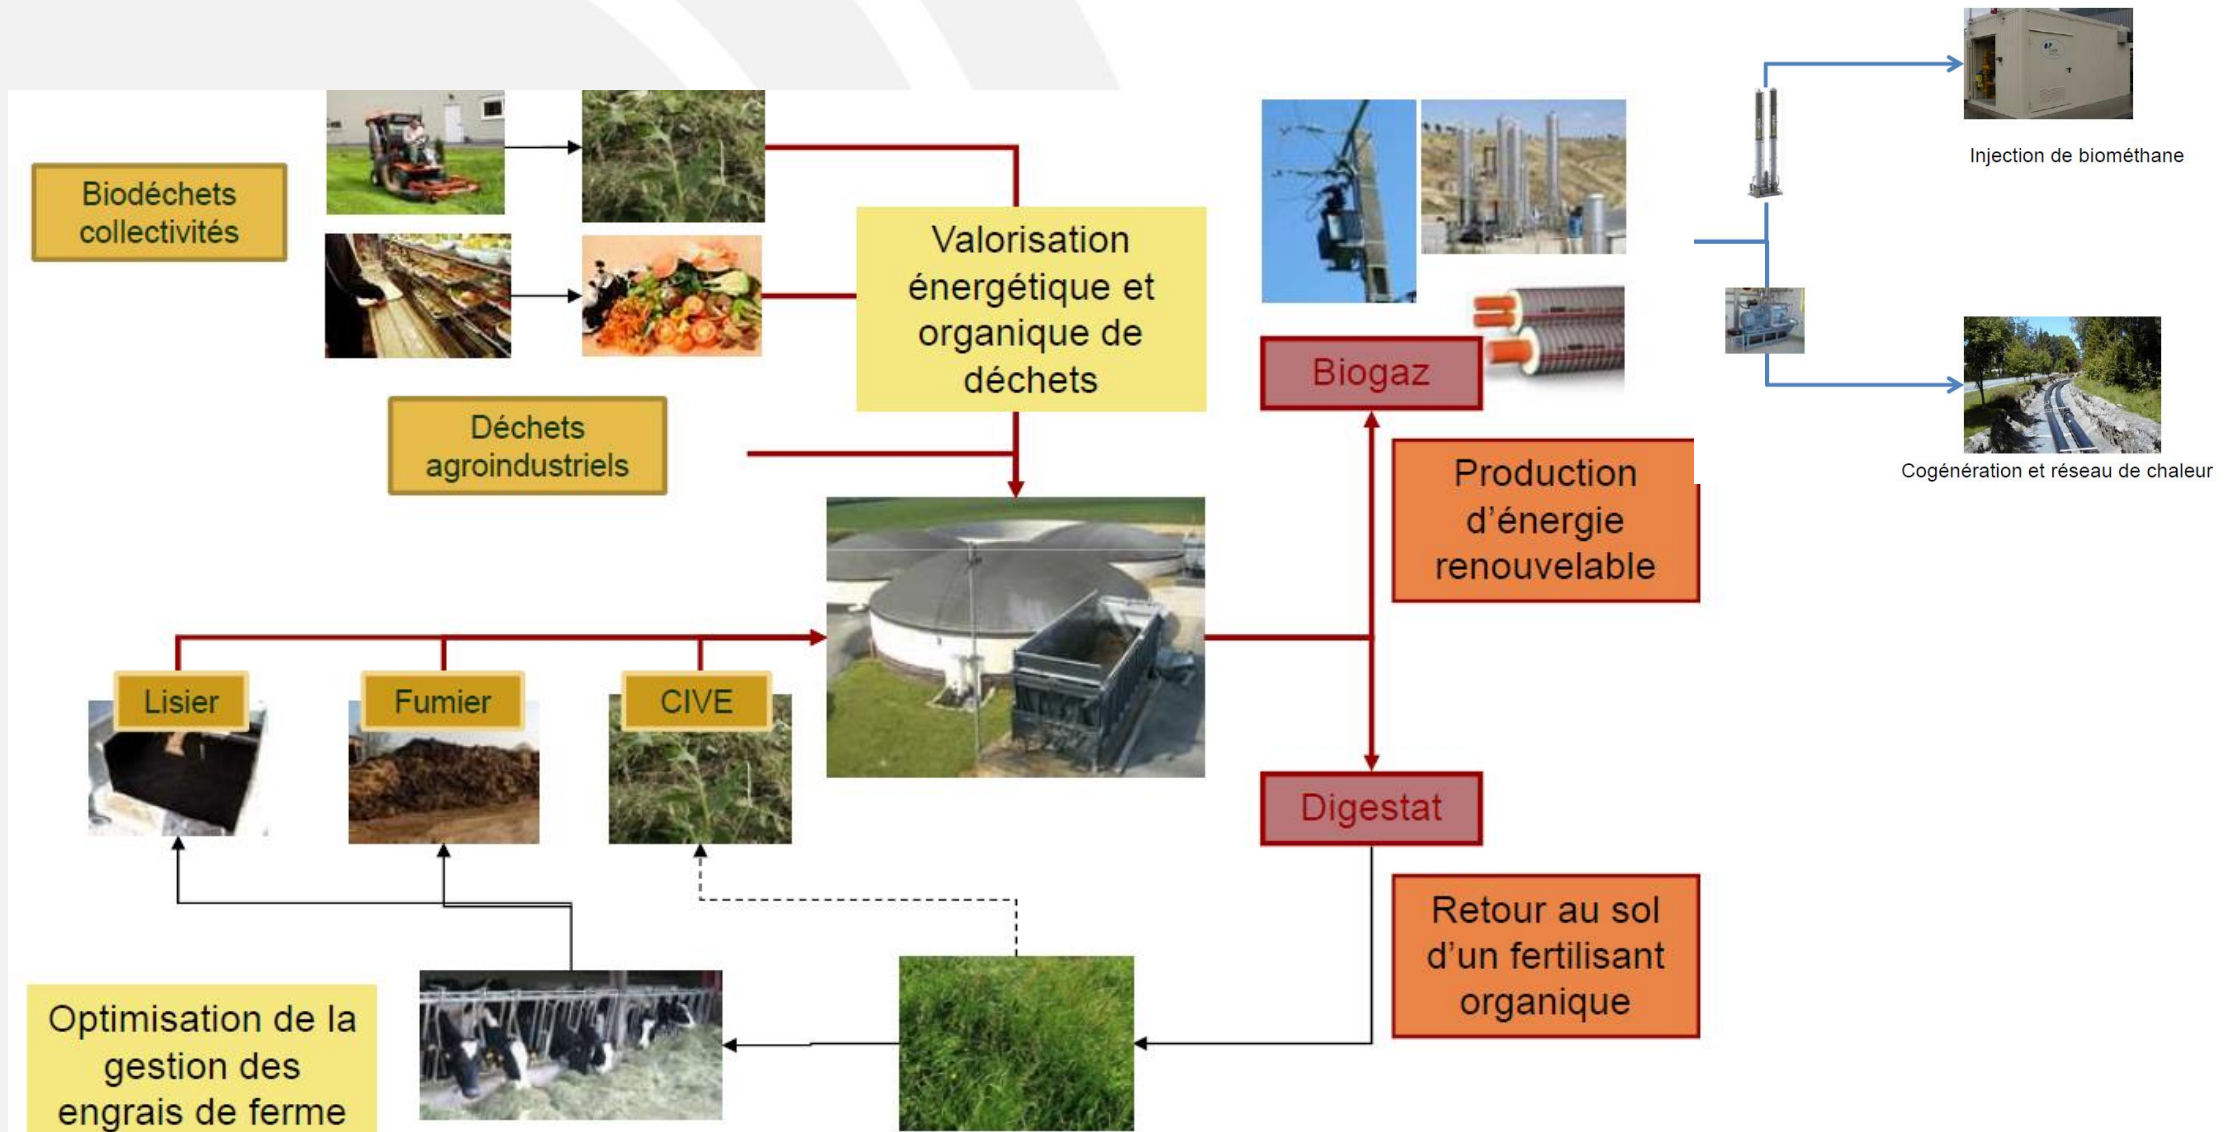 Injection de biométhane
Biodéchets
collectivités
Valorisation
énergétique et
organique de
déchets
Biogaz
Déchets
agroindustriels
Production
d’énergie
renouvelable
Cogénération et réseau de chaleur
Lisier
Fumier
CIVE
Digestat
Retour au sol
d’un fertilisant
organique
Optimisation de la
gestion des
engrais de ferme